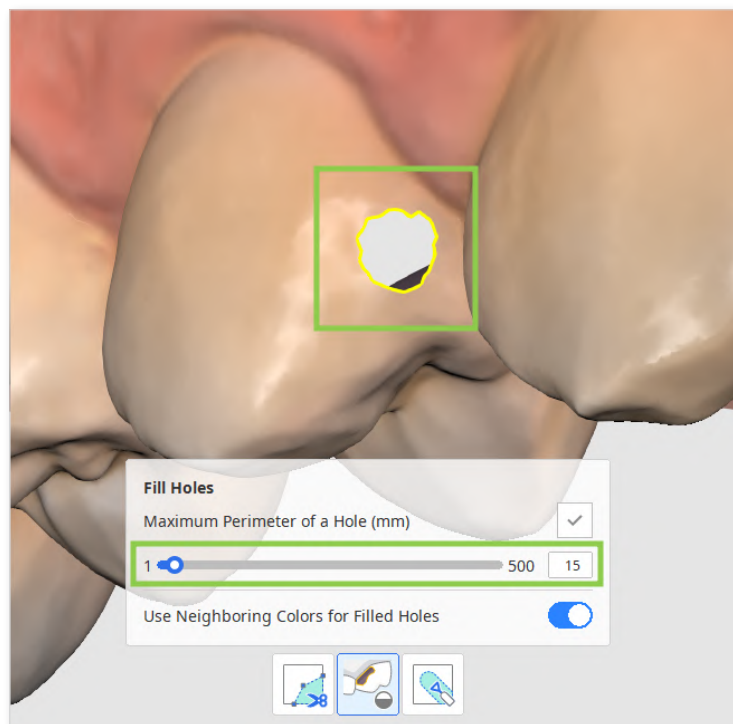 Fill Holes
Maximum Perimeter of a Hole (mm)
1 500 15
Use Neighboring Colors for Filled Holes